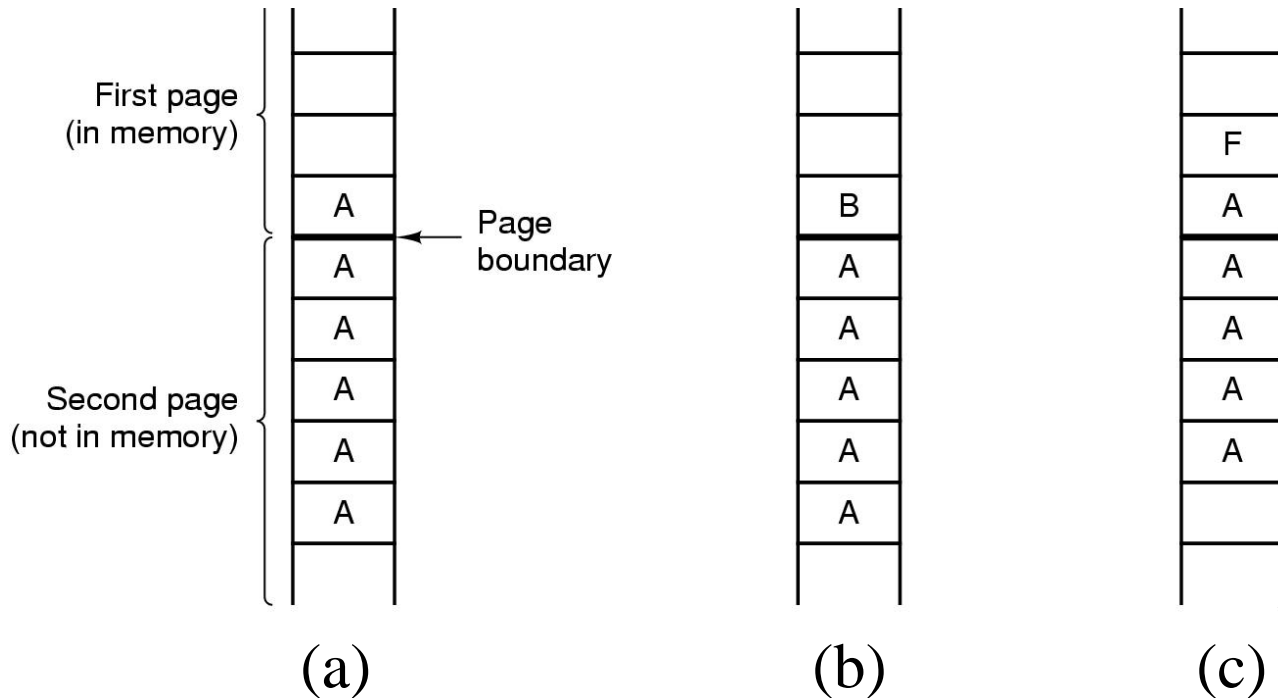 First page
(in memory)
F
A
B
A
Page
boundary
A
A
A
A
A
A
Second page
(not in memory)
A
A
A
A
A
A
A
A
(a)
(b)
(c)